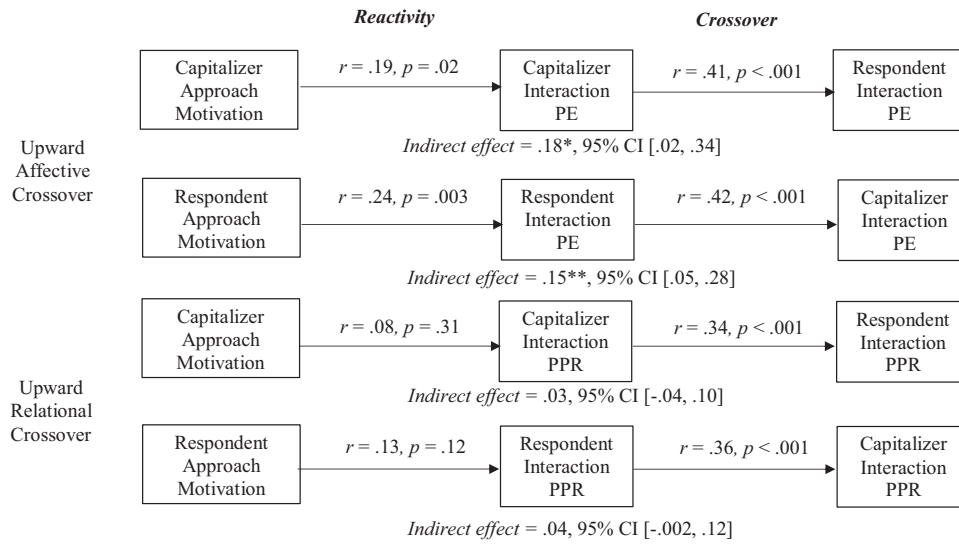 Reactivity
Crossover
Capitalizer
Approach
Motivation
r = .19, p = .02
Capitalizer
Interaction
PE
r = .41, p < .001
Respondent
Interaction
PE
Indirect effect = .18*, 95% CI [.02, .34]
Upward
Affective
Crossover
Respondent
Approach
Motivation
r = .24, p = .003
Respondent
Interaction
PE
r = .42, p < .001
Capitalizer
Interaction
PE
Indirect effect = .15**, 95% CI [.05, .28]
Capitalizer
Approach
Motivation
r = .08, p = .31
Capitalizer
Interaction
PPR
r = .34, p < .001
Respondent
Interaction
PPR
Indirect effect = .03, 95% CI [-.04, .10]
Upward
Relational
Crossover
Respondent
Approach
Motivation
r = .13, p = .12
Respondent
Interaction
PPR
r = .36, p < .001
Capitalizer
Interaction
PPR
Indirect effect = .04, 95% CI [-.002, .12]